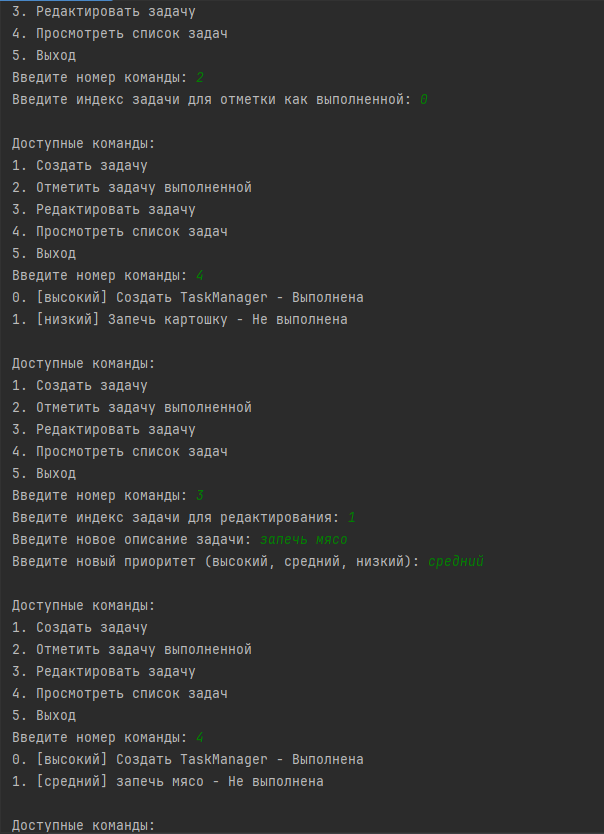 3. Редактировать задачу
4. Просмотреть список задач
5. Выход
Введите номер команды: 2
Введите индекс задачи для отметки как выполненной: 0
Доступные команды:
1. Создать задачу
2. Отметить задачу выполненной
3. Редактировать задачу
4. Просмотреть список задач
5. Выход
Введите номер команды: 4
0. [высокий] Создать TaskManager - Выполнена
1. [низкий] Запечь картошку - Не выполнена
Доступные команды:
1. Создать задачу
2. Отметить задачу выполненной
3. Редактировать задачу
4. Просмотреть список задач
5. Выход
Введите номер команды: 3
Введите индекс задачи для редактирования: 1
Введите новое описание задачи: запечь мясо
Введите новый приоритет (высокий, средний, низкий): средний
Доступные команды:
1. Создать задачу
2. Отметить задачу выполненной
3. Редактировать задачу
4. Просмотреть список задач
5. Выход
Введите номер команды: 4
0. [высокий] Создать TaskManager - Выполнена
1. [средний] запечь мясо - Не выполнена
Доступные команды: